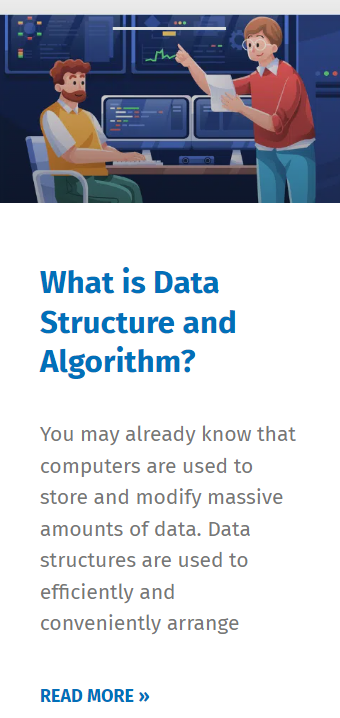 What is Data
Structure and
Algorithm?
You may already know that
computers are used to
store and modify massive
amounts of data. Data
structures are used to
efficiently and
conveniently arrange
READ MORE »